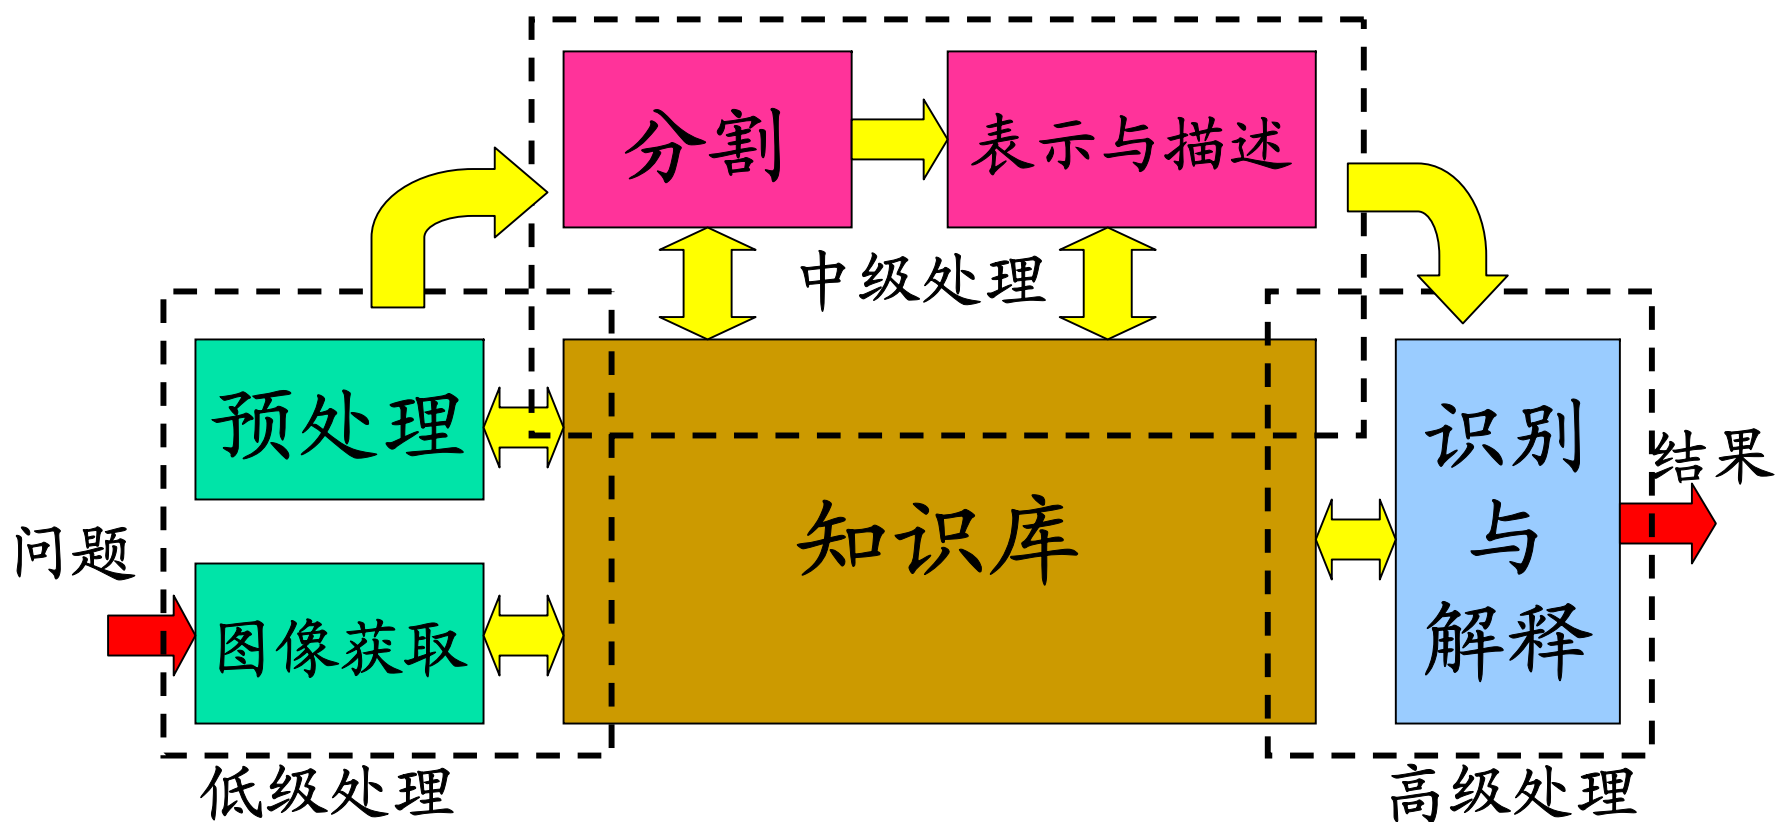 分割
表示与描述
中级处理
预处理
识别
与
解释
结果
知识库
问题
图像获取
低级处理
高级处理